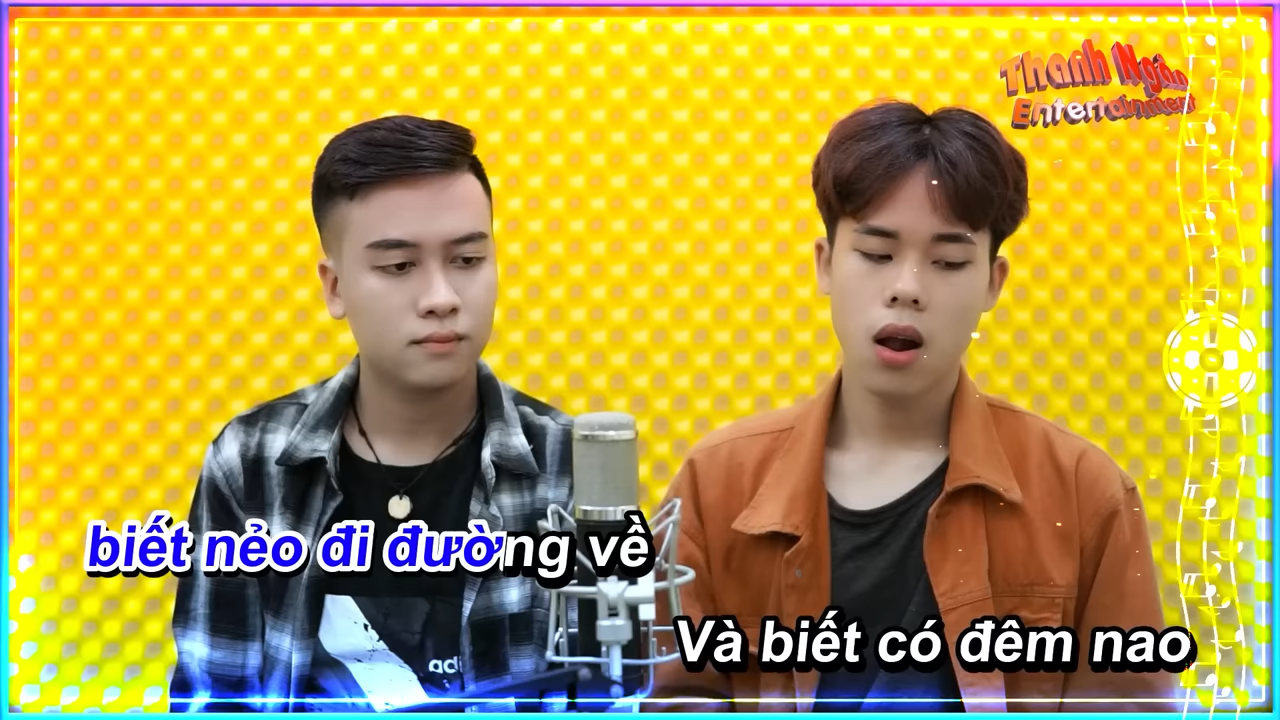 Thanh Ngân
Entertainment
biết nẻo đi đường về
Và biết có đêm nao